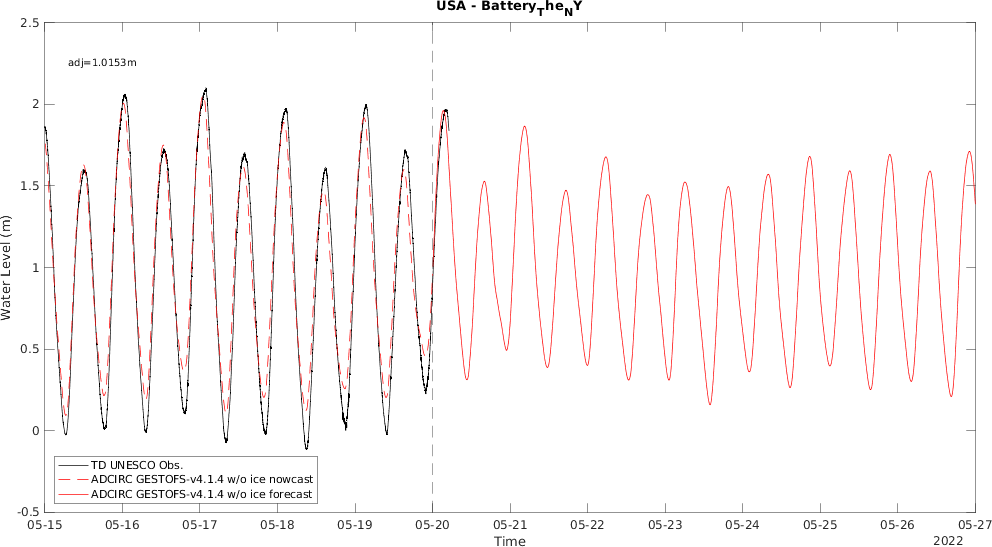 USA - Battery_The_NY
adj=1.0153m
2.5
2
1.5
1
0.5
0
-0.5
Water Level (m)
TD UNESCO Obs.
ADCIRC GESTOFS-v4.1.4 w/o ice nowcast
ADCIRC GESTOFS-v4.1.4 w/o ice forecast
05-15 05-16 05-17 05-18 05-19 05-20 05-21 05-22 05-23 05-24 05-25 05-26 05-27
Time
2022